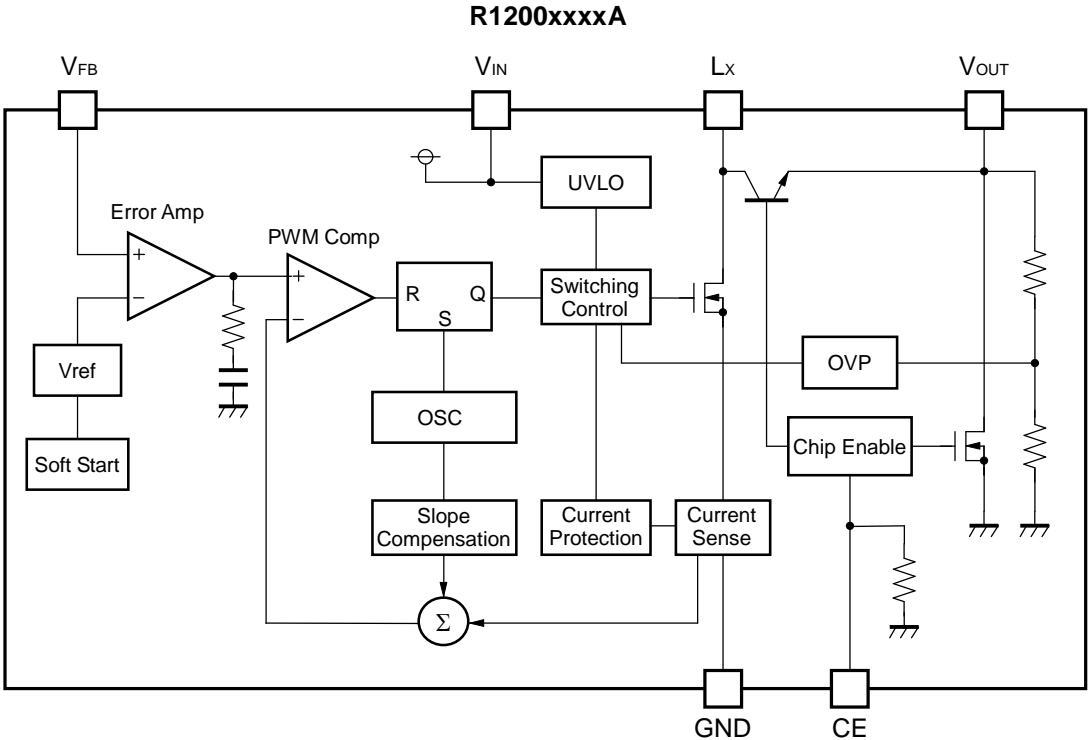 R1200xxxxA
VFB
VIN
LX
VOUT
UVLO
Error Amp
PWM Comp
+
−
+
−
R
Q
S
Switching
Control
Vref
OVP
OSC
Soft Start
Chip Enable
Slope
Compensation
Current
Protection
Current
Sense
Σ
GND
CE